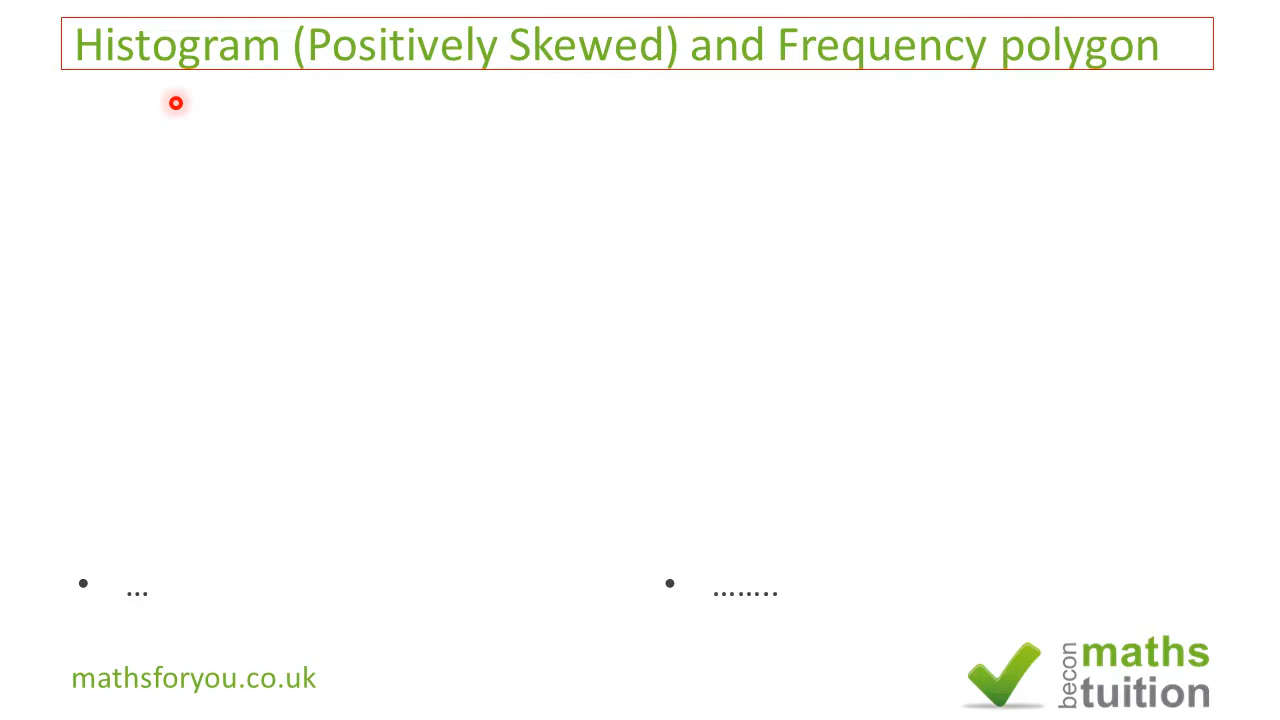 Histogram (Positively Skewed) and Frequency polygon
• …
• ……..
mathsforyou.co.uk
becon
maths
tuition